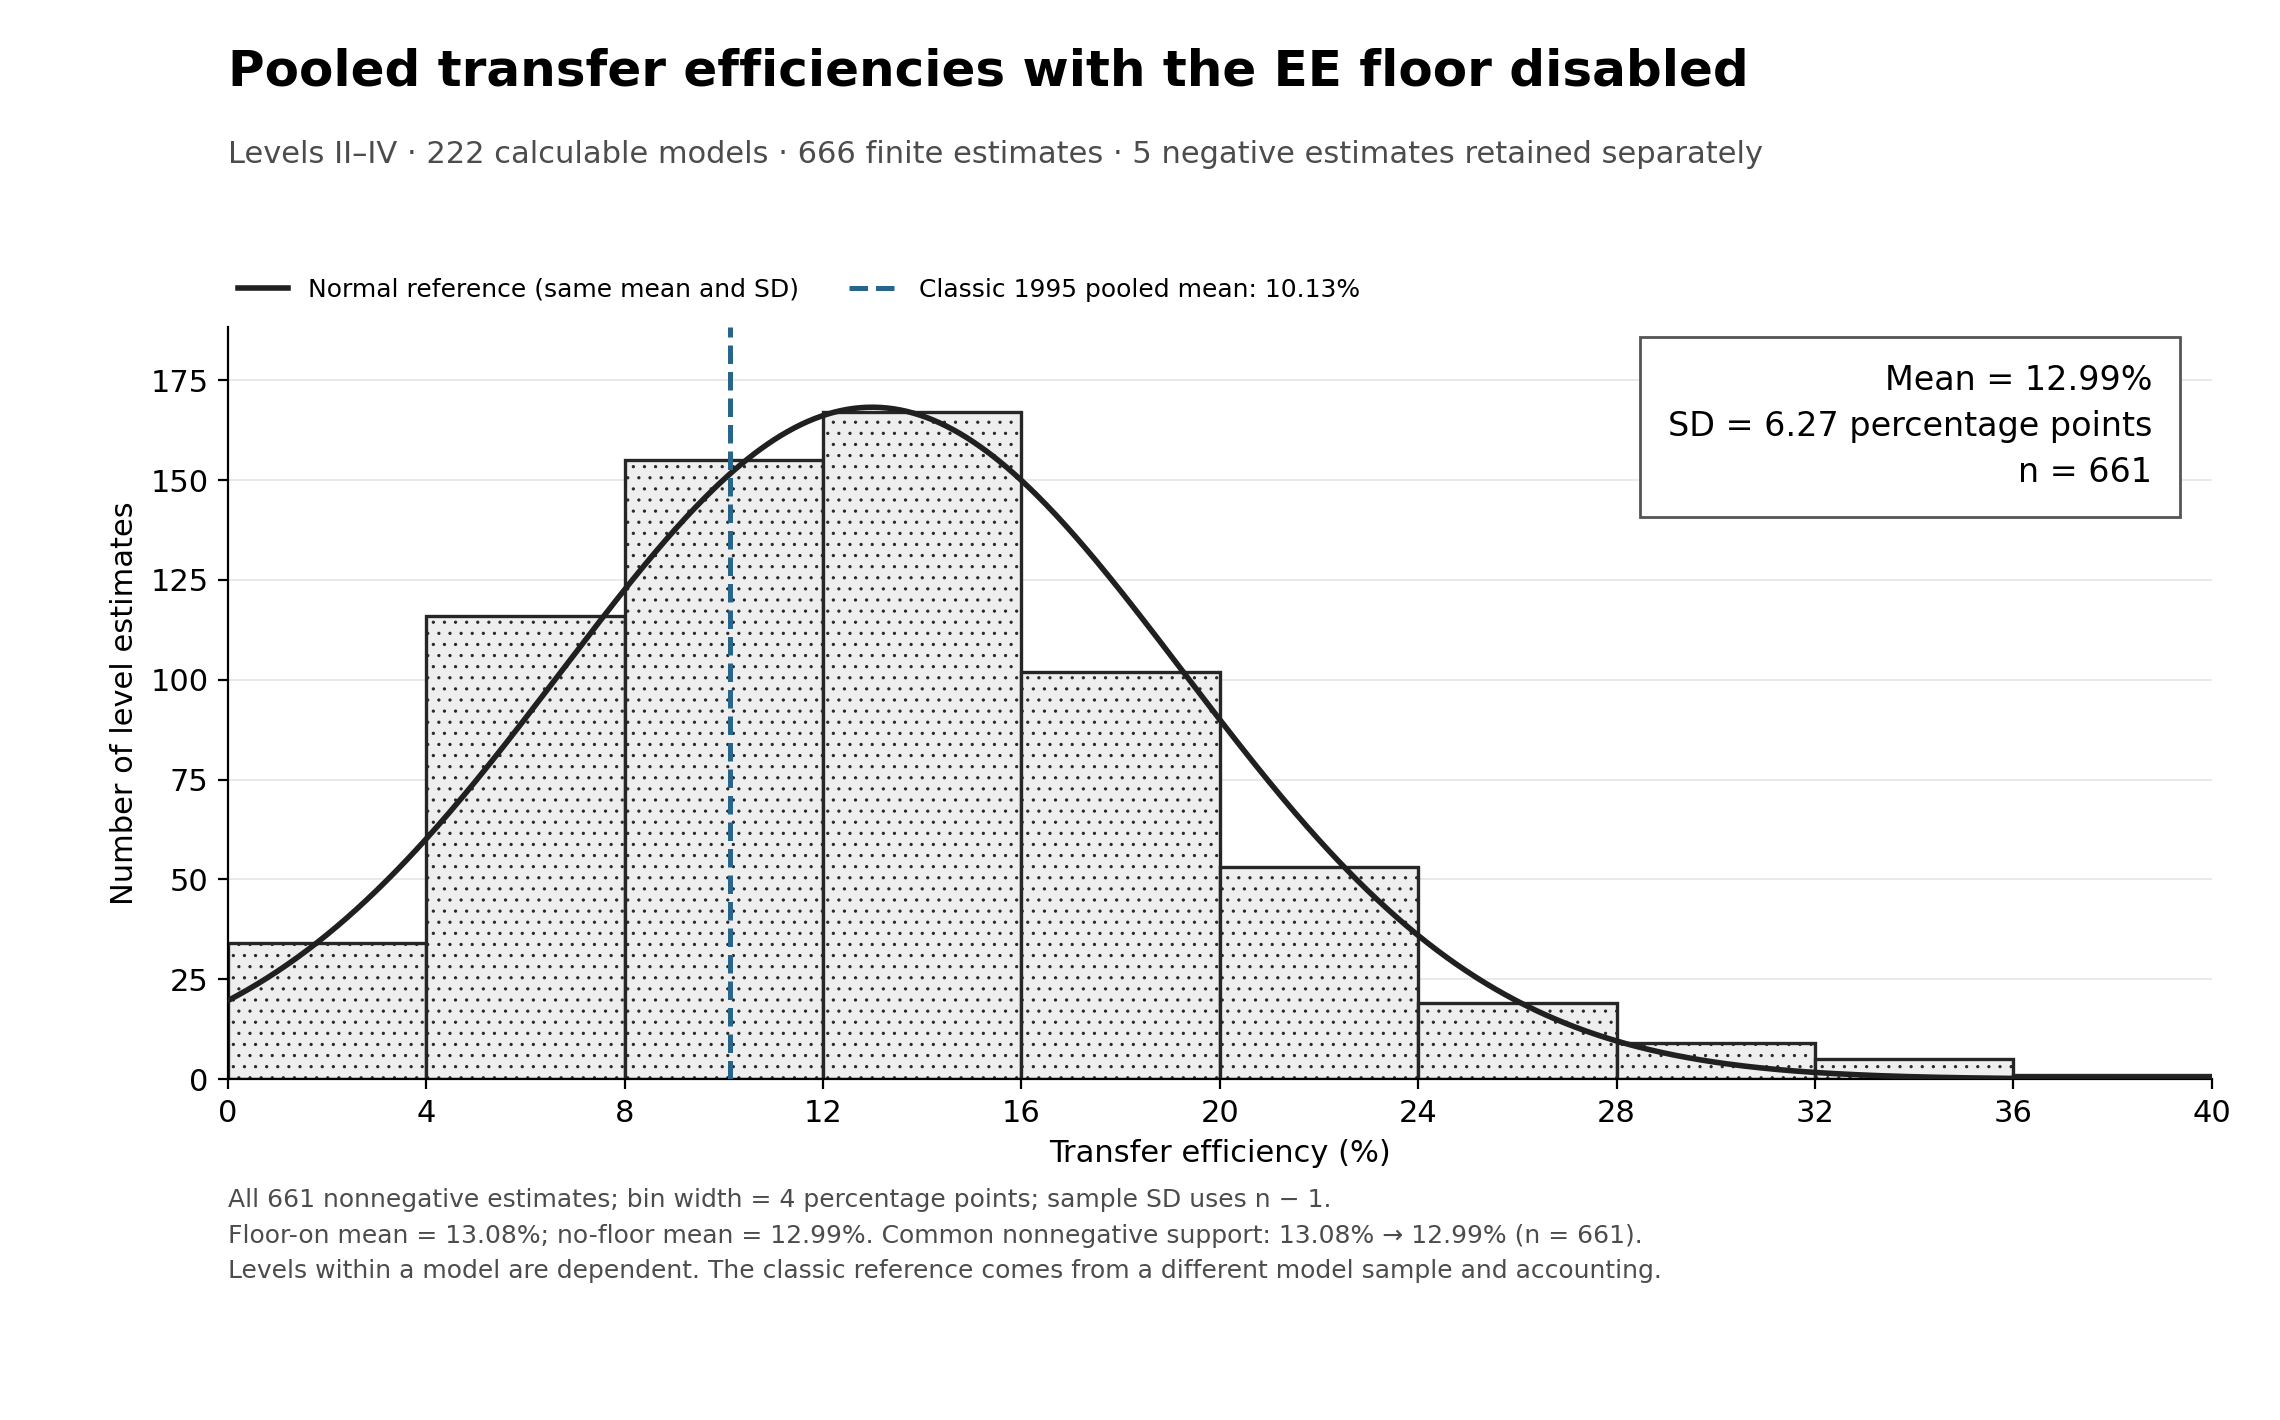 Pooled transfer efficiencies with the EE floor disabled
Levels II–IV · 222 calculable models · 666 finite estimates · 5 negative estimates retained separately
Normal reference (same mean and SD)
Classic 1995 pooled mean: 10.13%
Mean = 12.99%
SD = 6.27 percentage points
n = 661
Number of level estimates
175
150
125
100
75
50
25
0
0 4 8 12 16 20 24 28 32 36 40
Transfer efficiency (%)
All 661 nonnegative estimates; bin width = 4 percentage points; sample SD uses n − 1.
Floor-on mean = 13.08%; no-floor mean = 12.99%. Common nonnegative support: 13.08% → 12.99% (n = 661).
Levels within a model are dependent. The classic reference comes from a different model sample and accounting.